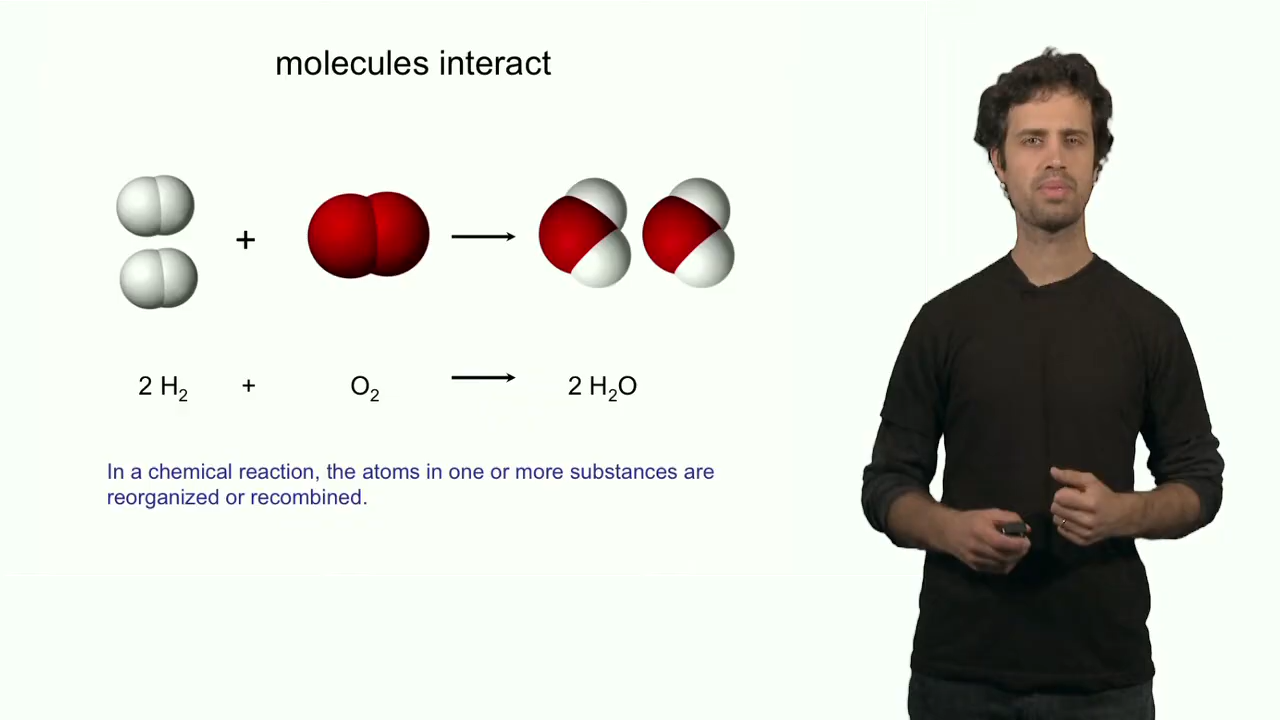 molecules interact
+
2 H₂ + O₂ ⟶ 2 H₂O
In a chemical reaction, the atoms in one or more substances are
reorganized or recombined.